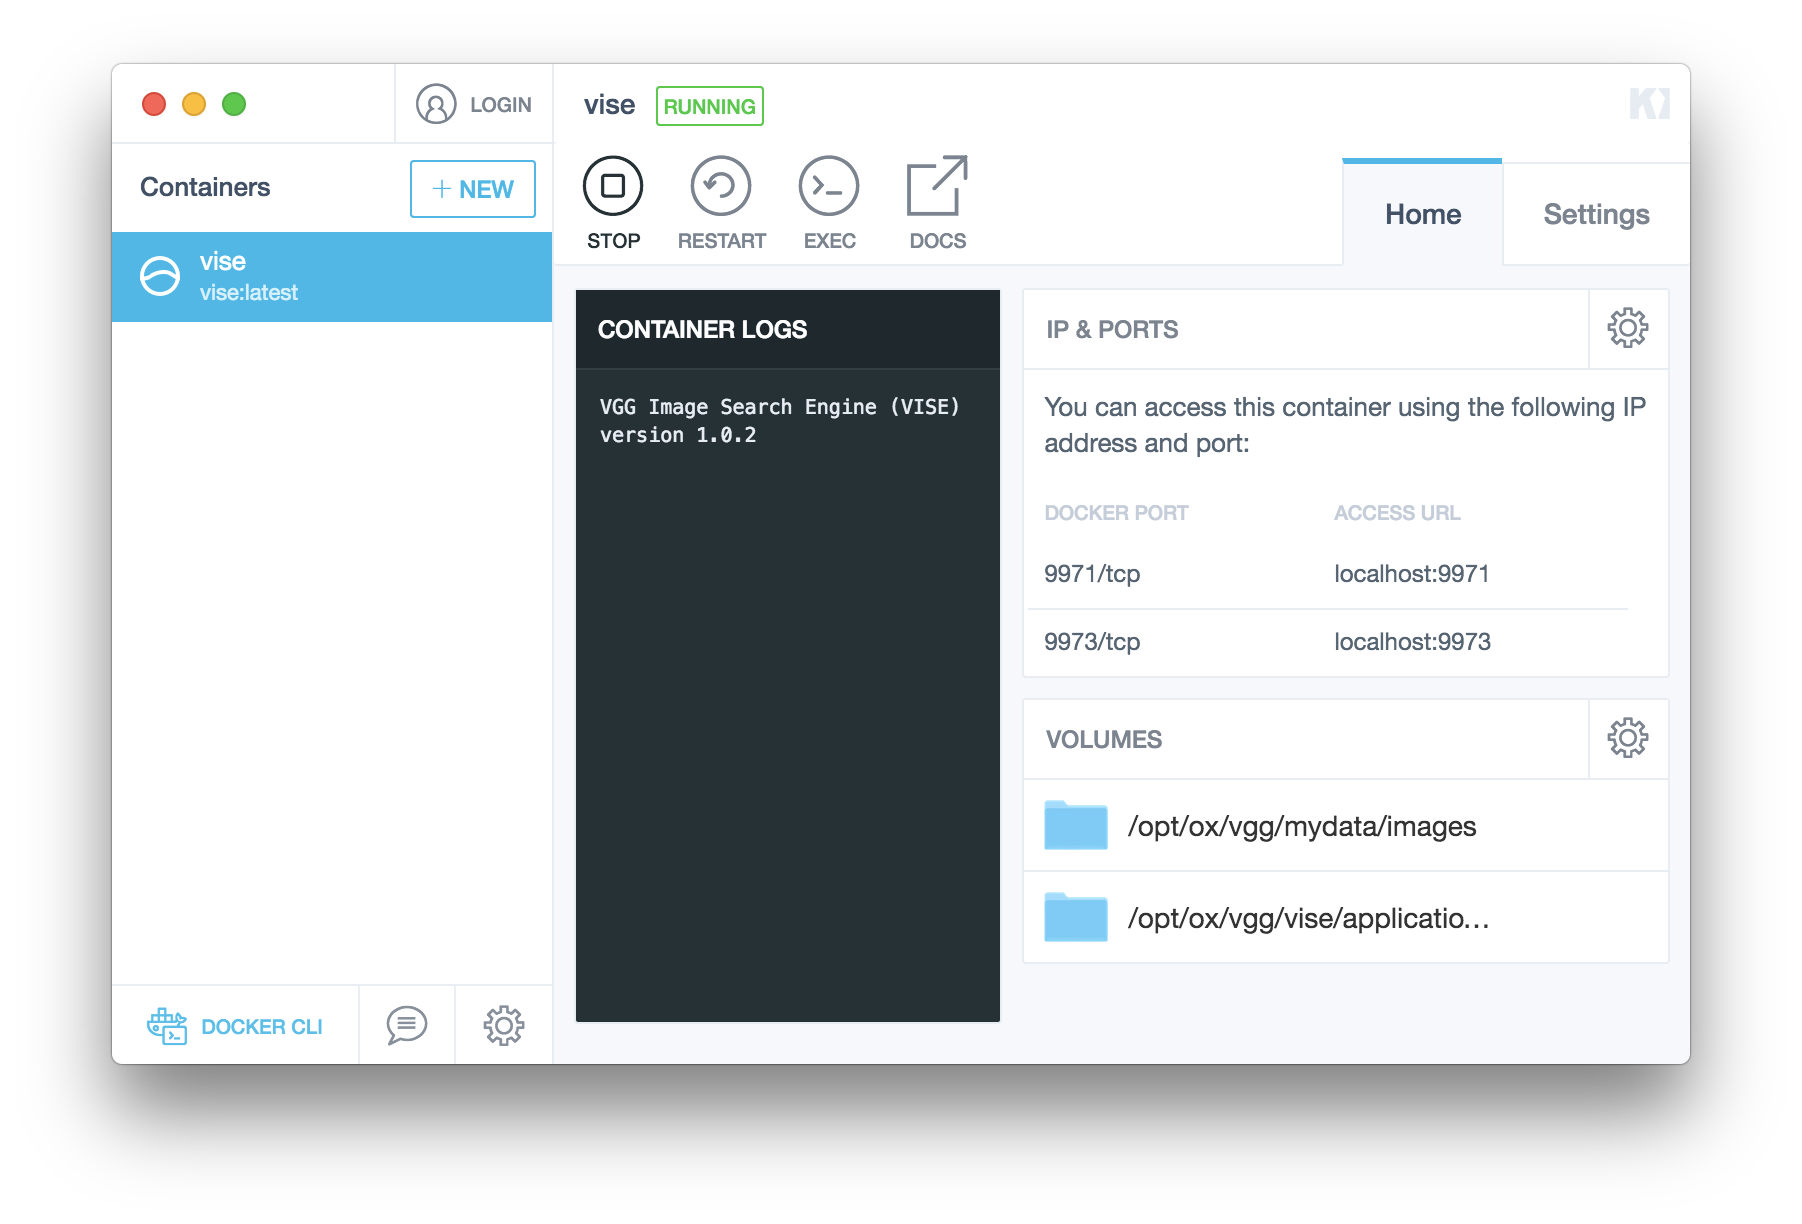 LOGIN
Containers
+ NEW
vise
vise:latest
DOCKER CLI
vise
RUNNING
STOP
RESTART
EXEC
DOCS
Home
Settings
CONTAINER LOGS
VGG Image Search Engine (VISE)
version 1.0.2
IP & PORTS
You can access this container using the following IP
address and port:
DOCKER PORT ACCESS URL
9971/tcp localhost:9971
9973/tcp localhost:9973
VOLUMES
/opt/ox/vgg/mydata/images
/opt/ox/vgg/vise/applicatio…